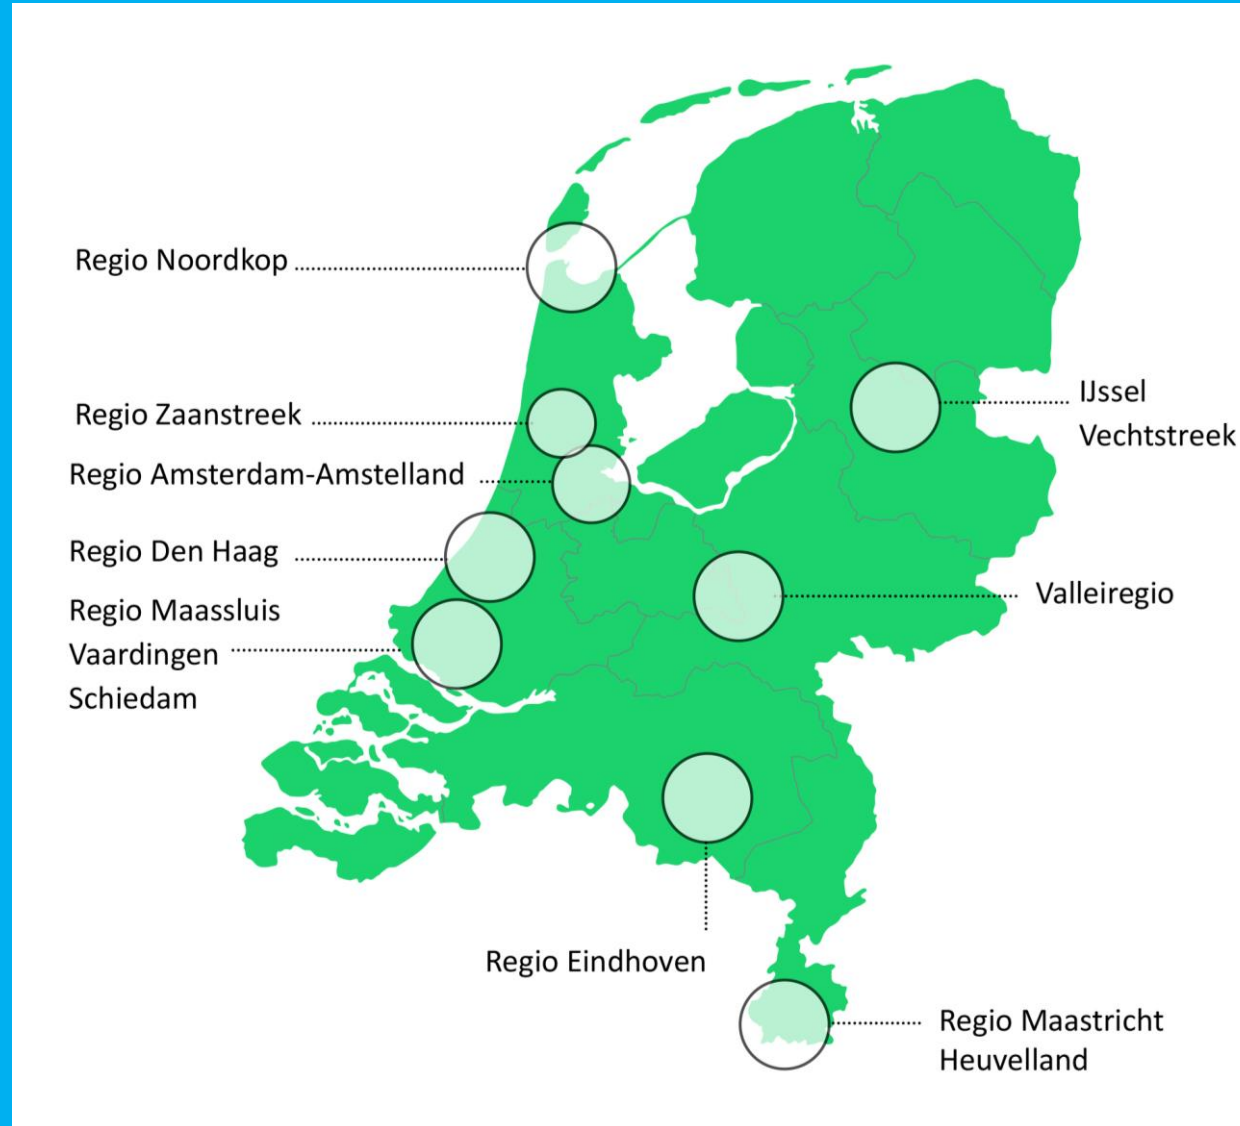 Regio Noordkop
Regio Zaanstreek
Regio Amsterdam-Amstelland
Regio Den Haag
Regio Maassluis
Vaardingen
Schiedam
IJssel
Vechtstreek
Valleiregio
Regio Eindhoven
Regio Maastricht
Heuvelland